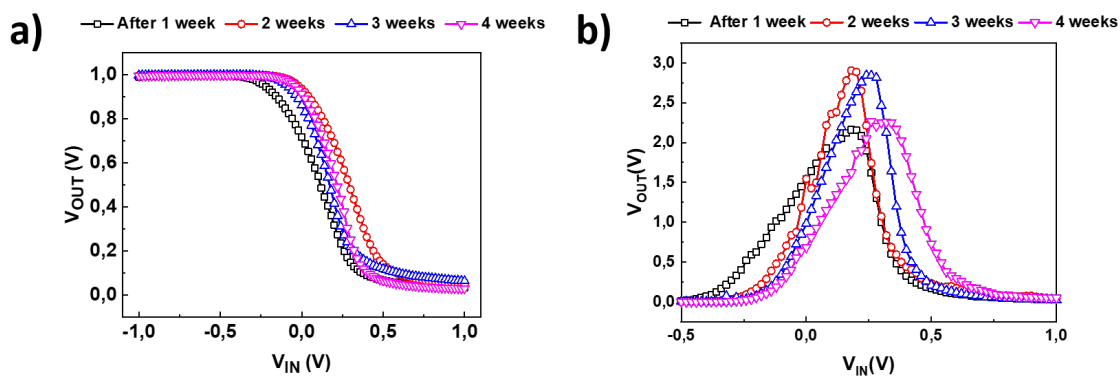 a)
After 1 week 2 weeks 3 weeks 4 weeks
1,0
0,8
0,6
0,4
0,2
0,0
VOUT (V)
-1,0 -0,5 0,0 0,5 1,0
VIN (V)
b)
After 1 week 2 weeks 3 weeks 4 weeks
3,0
2,5
2,0
1,5
1,0
0,5
0,0
VOUT(V)
-0,5 0,0 0,5 1,0
VIN(V)